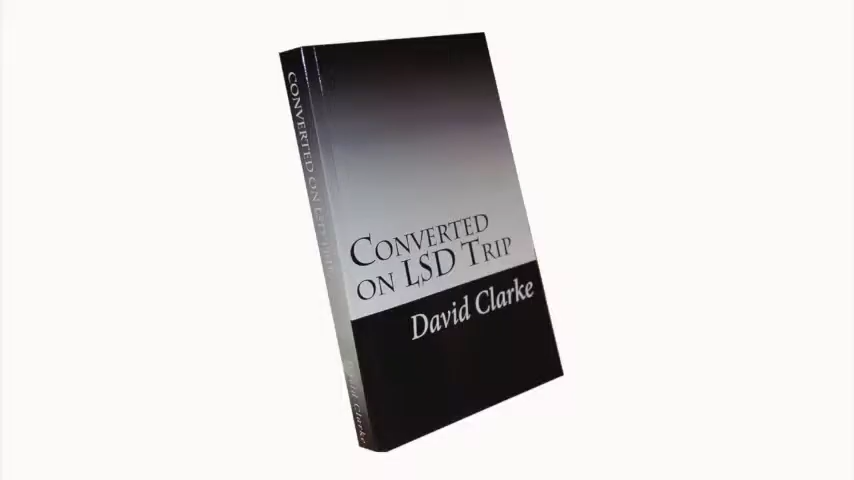 Converted
on LSD Trip
David Clarke
Converted on LSD Trip
David Clarke